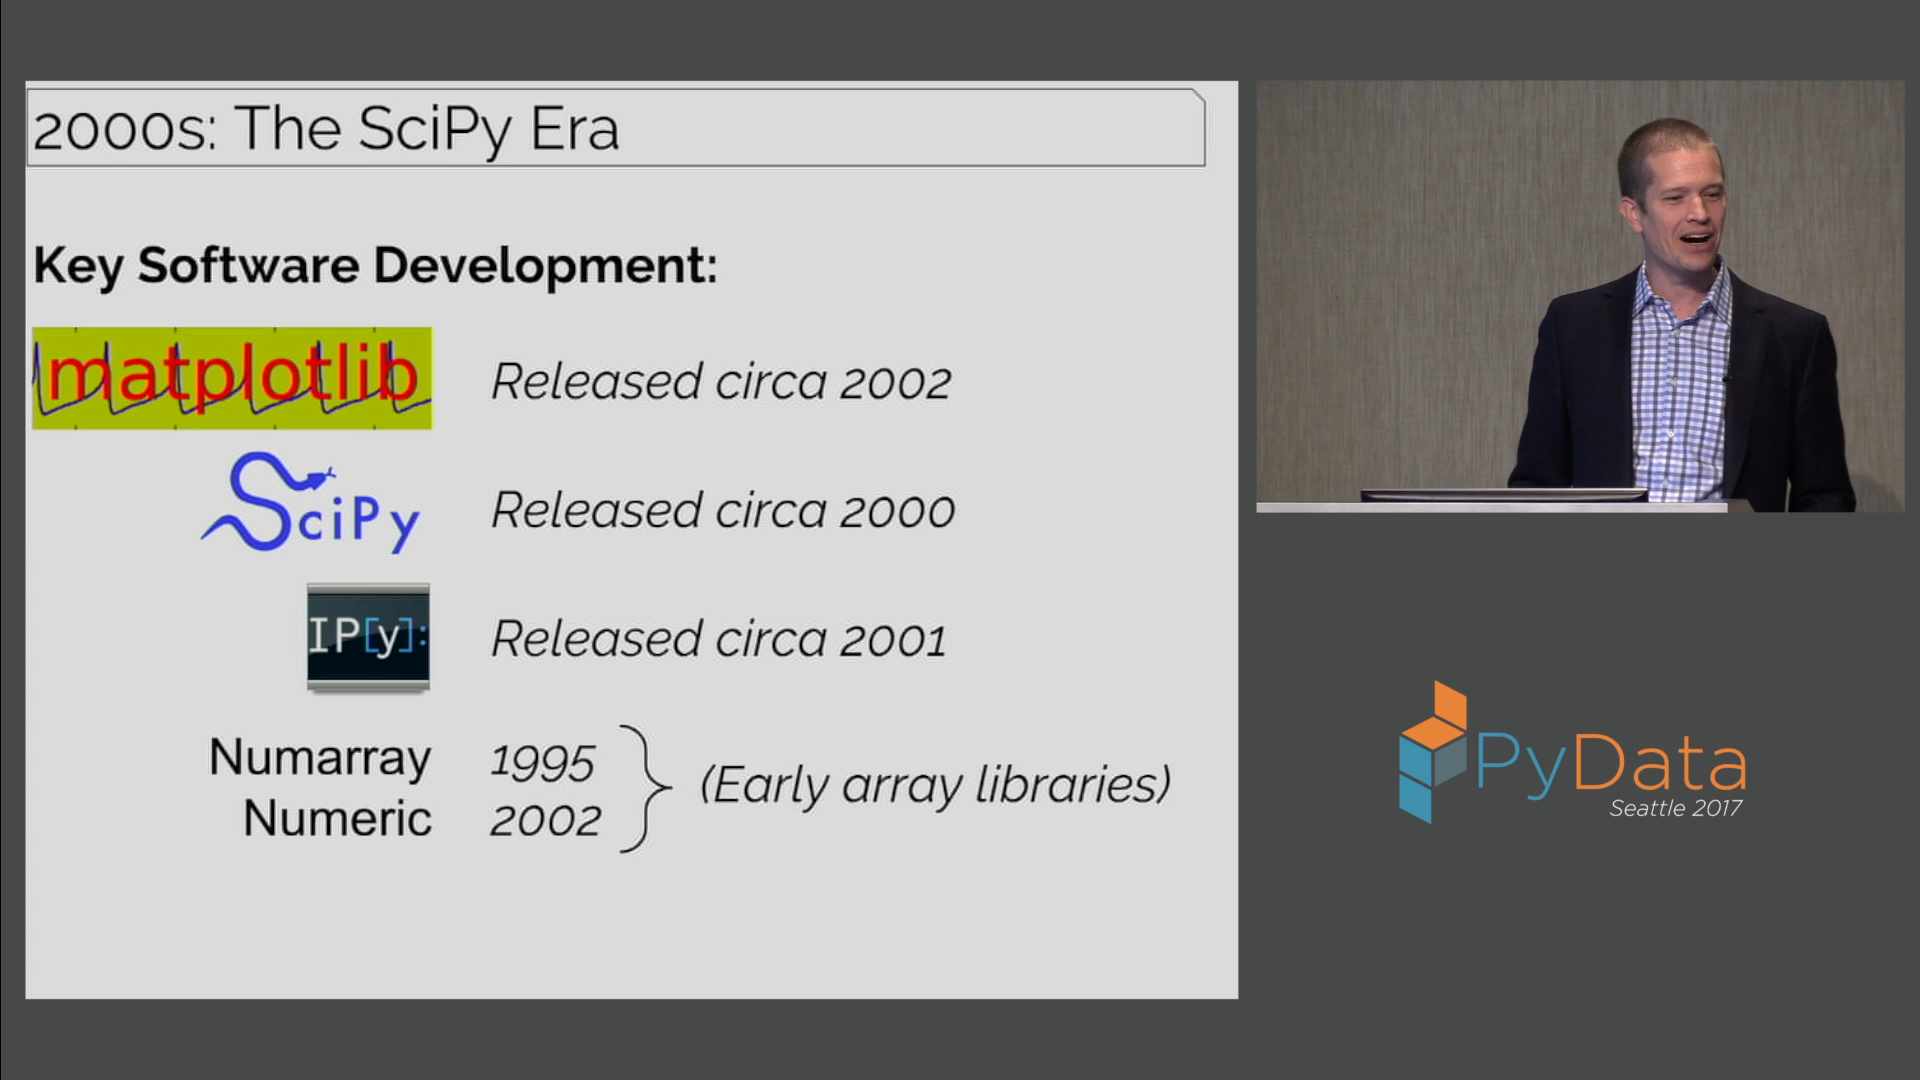 2000s: The SciPy Era
Key Software Development:
matplotlib
Released circa 2002
SciPy
Released circa 2000
IP[y]:
Released circa 2001
Numarray 1995
Numeric 2002
(Early array libraries)
PyData
Seattle 2017